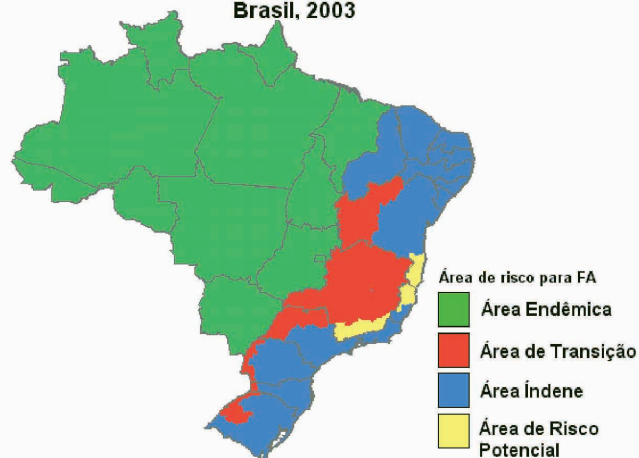 Brasil, 2003
Área de risco para FA
Área Endêmica
Área de Transição
Área Índene
Área de Risco
Potencial